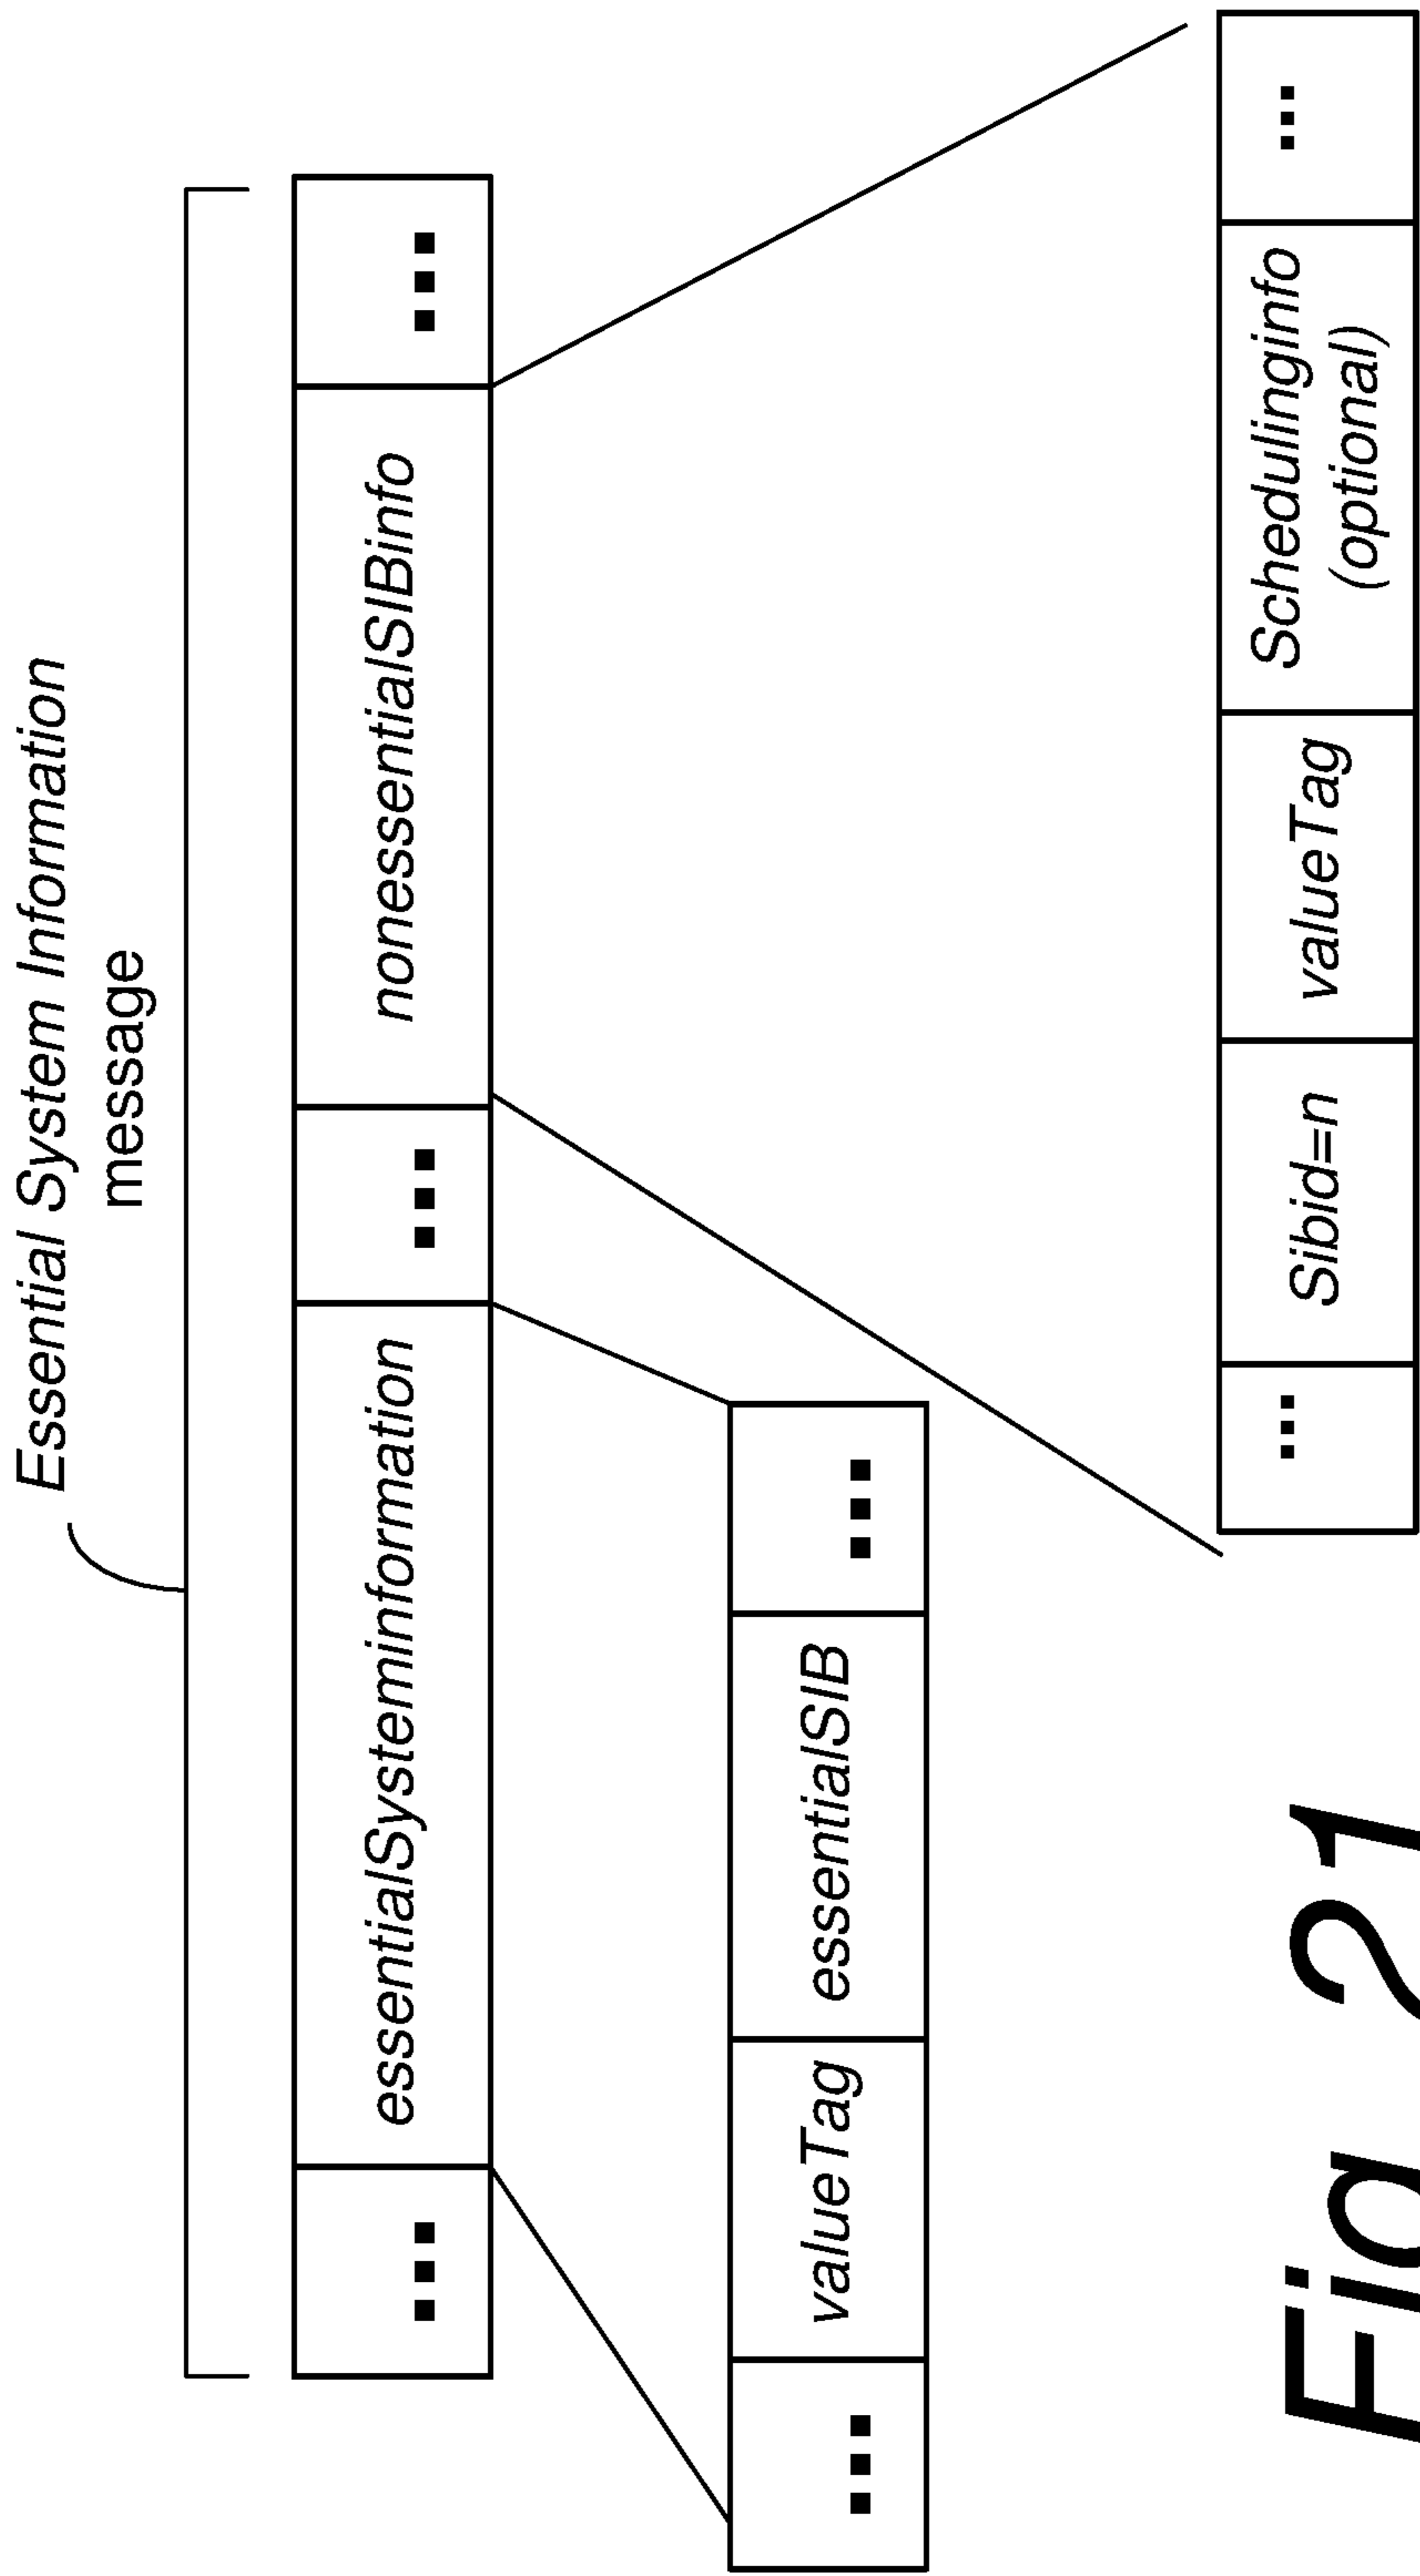 Essential System Information
message
... essentialSysteminformation ... nonessentialSIBinfo ...
... valueTag essentialSIB ...
... Sibid=n valueTag Schedulinginfo
(optional) ...
Fig. 21